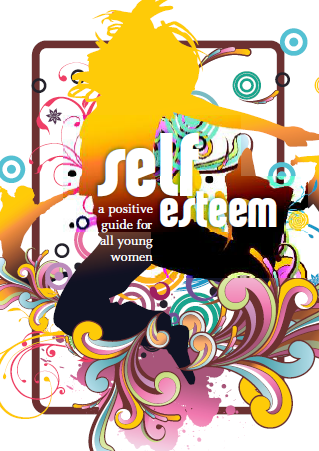 self
esteem
a positive
guide for
all young
women